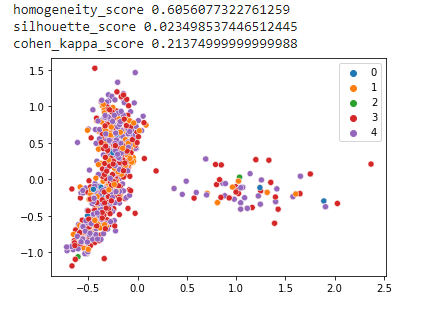 homogeneity_score 0.6056077322761259
silhouette_score 0.023498537446512445
cohen_kappa_score 0.21374999999999988
1.5
1.0
0.5
0.0
−0.5
−1.0
−0.5 0.0 0.5 1.0 1.5 2.0 2.5
0
1
2
3
4